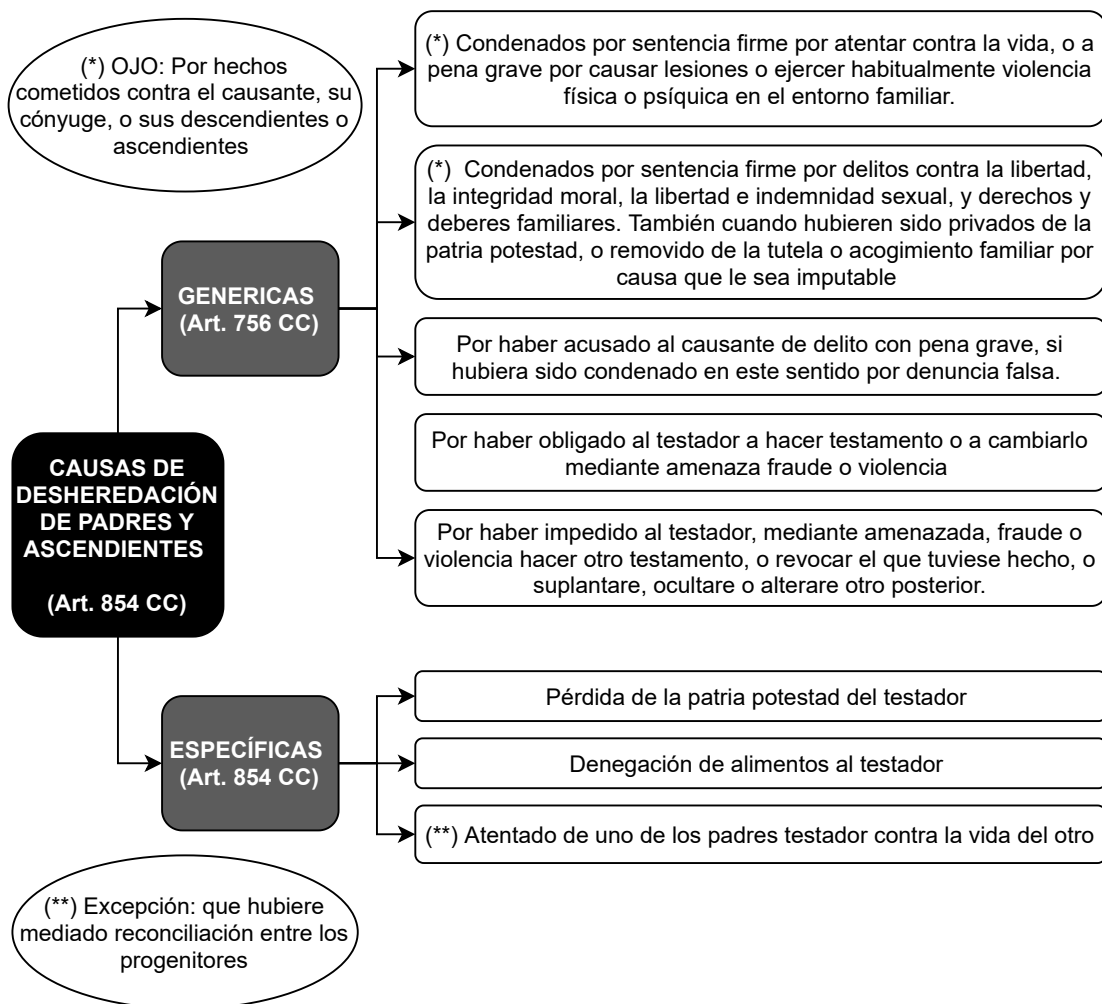 (*) OJO: Por hechos
cometidos contra el causante, su
cónyuge, o sus descendientes o
ascendientes
(*) Condenados por sentencia firme por atentar contra la vida, o a
pena grave por causar lesiones o ejercer habitualmente violencia
física o psíquica en el entorno familiar.
(*) Condenados por sentencia firme por delitos contra la libertad,
la integridad moral, la libertad e indemnidad sexual, y derechos y
deberes familiares. También cuando hubieren sido privados de la
patria potestad, o removido de la tutela o acogimiento familiar por
causa que le sea imputable
GENERICAS
(Art. 756 CC)
Por haber acusado al causante de delito con pena grave, si
hubiera sido condenado en este sentido por denuncia falsa.
Por haber obligado al testador a hacer testamento o a cambiarlo
mediante amenaza fraude o violencia
CAUSAS DE
DESHEREDACIÓN
DE PADRES Y
ASCENDIENTES
(Art. 854 CC)
Por haber impedido al testador, mediante amenazada, fraude o
violencia hacer otro testamento, o revocar el que tuviese hecho, o
suplantare, ocultare o alterare otro posterior.
Pérdida de la patria potestad del testador
ESPECÍFICAS
(Art. 854 CC)
Denegación de alimentos al testador
(**) Atentado de uno de los padres testador contra la vida del otro
(**) Excepción: que hubiere
mediado reconciliación entre los
progenitores